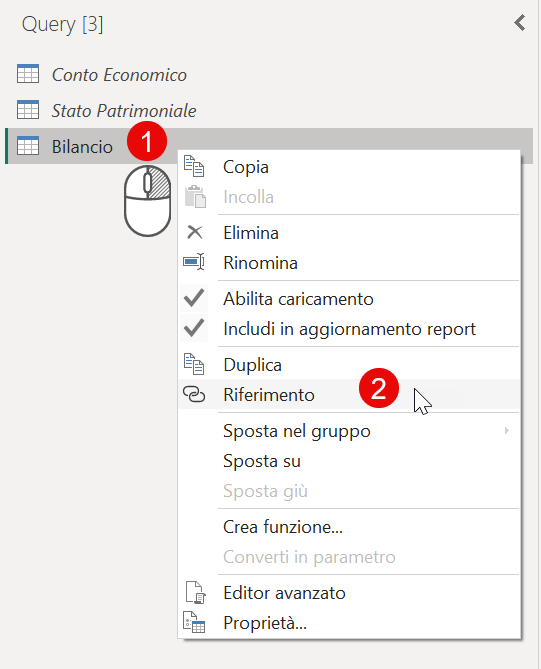 Query [3]
Conto Economico
Stato Patrimoniale
Bilancio 1
Copia
Incolla
Elimina
Rinomina
Abilita caricamento
Includi in aggiornamento report
Duplica
Riferimento 2
Sposta nel gruppo
Sposta su
Sposta giù
Crea funzione...
Converti in parametro
Editor avanzato
Proprietà...